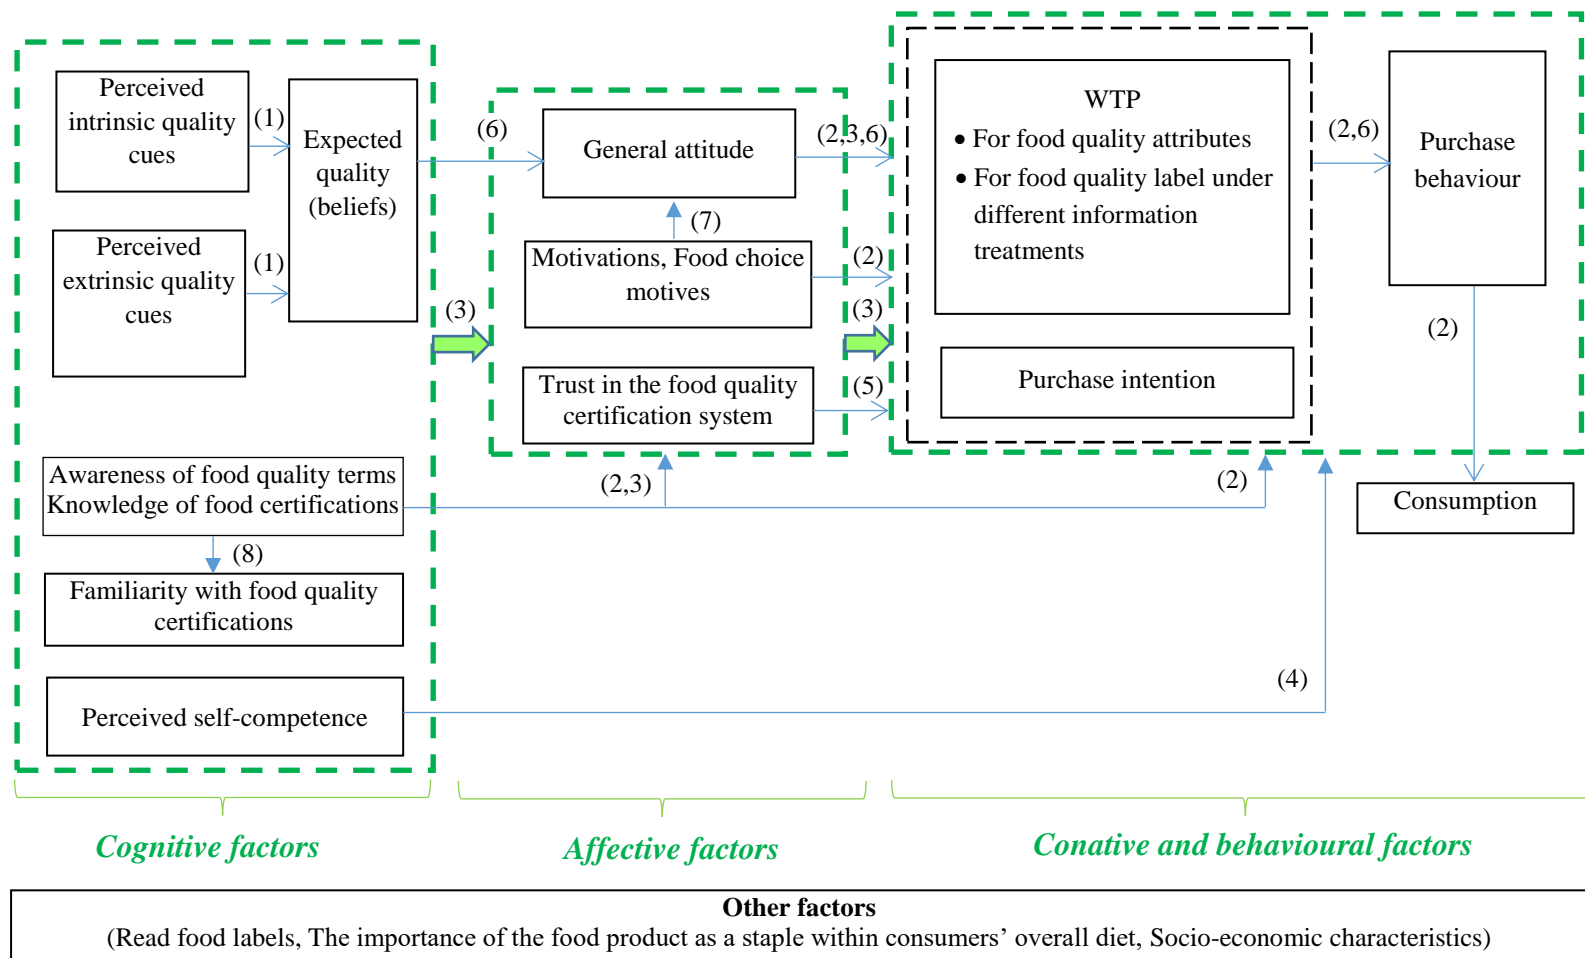 Perceived
intrinsic quality
cues
(1)
Expected
quality
(beliefs)
Perceived
extrinsic quality
cues
(1)
(3)
Awareness of food quality terms
Knowledge of food certifications
(8)
Familiarity with food quality
certifications
Perceived self-competence
(6)
General attitude
(2,3,6)
(7)
Motivations, Food choice
motives
(2)
(3)
Trust in the food quality
certification system
(5)
(2,3)
WTP
• For food quality attributes
• For food quality label under
different information
treatments
Purchase intention
(2,6)
Purchase
behaviour
(2)
Consumption
(2)
(4)
Cognitive factors
Affective factors
Conative and behavioural factors
Other factors
(Read food labels, The importance of the food product as a staple within consumers’ overall diet, Socio-economic characteristics)